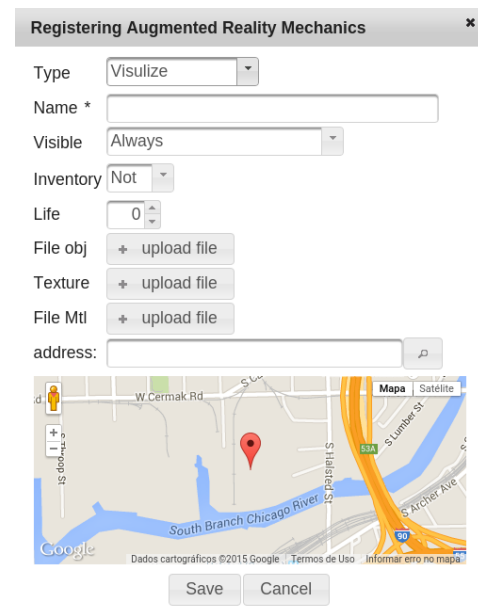 Registering Augmented Reality Mechanics
Type Visulize
Name *
Visible Always
Inventory Not
Life 0
File obj + upload file
Texture + upload file
File Mtl + upload file
address:
W Cermak Rd
Mapa Satélite
S Lumber St
53A
S Throop St
S Halsted St
S Archer Ave
South Branch Chicago River
90
Google
Dados cartográficos ©2015 Google Termos de Uso Informar erro no mapa
Save Cancel